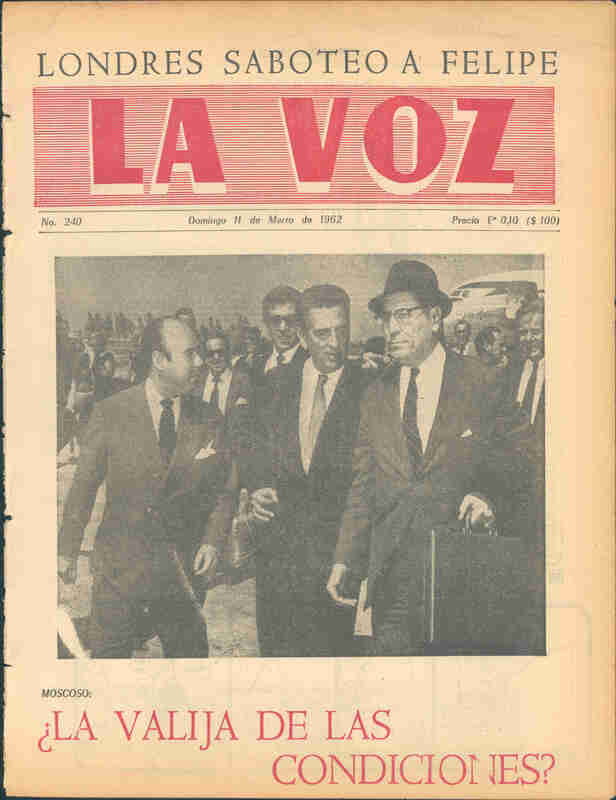 LONDRES SABOTEO A FELIPE
LA VOZ
No. 240 Domingo 11 de Marzo de 1962 Precio Eº 0,10 ($ 100)
MOSCOSO:
¿LA VALIJA DE LAS
CONDICIONES?